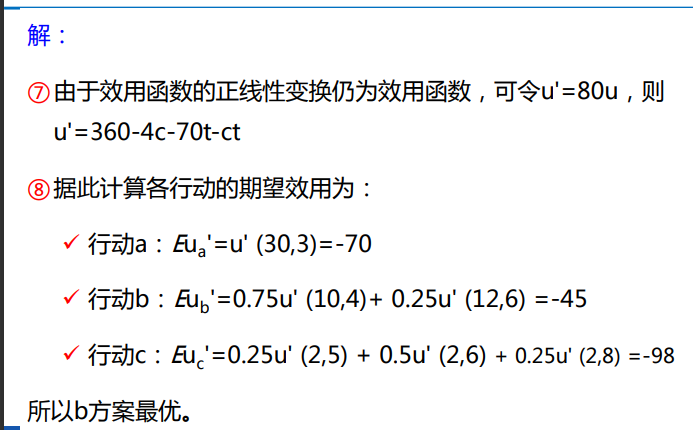 解：
⑦由于效用函数的正线性变换仍为效用函数，可令u'=80u，则
u'=360-4c-70t-ct
⑧据此计算各行动的期望效用为：
✓ 行动a：Eua'=u' (30,3)=-70
✓ 行动b：Eub'=0.75u' (10,4)+ 0.25u' (12,6) =-45
✓ 行动c：Euc'=0.25u' (2,5) + 0.5u' (2,6) + 0.25u' (2,8) =-98
所以b方案最优。